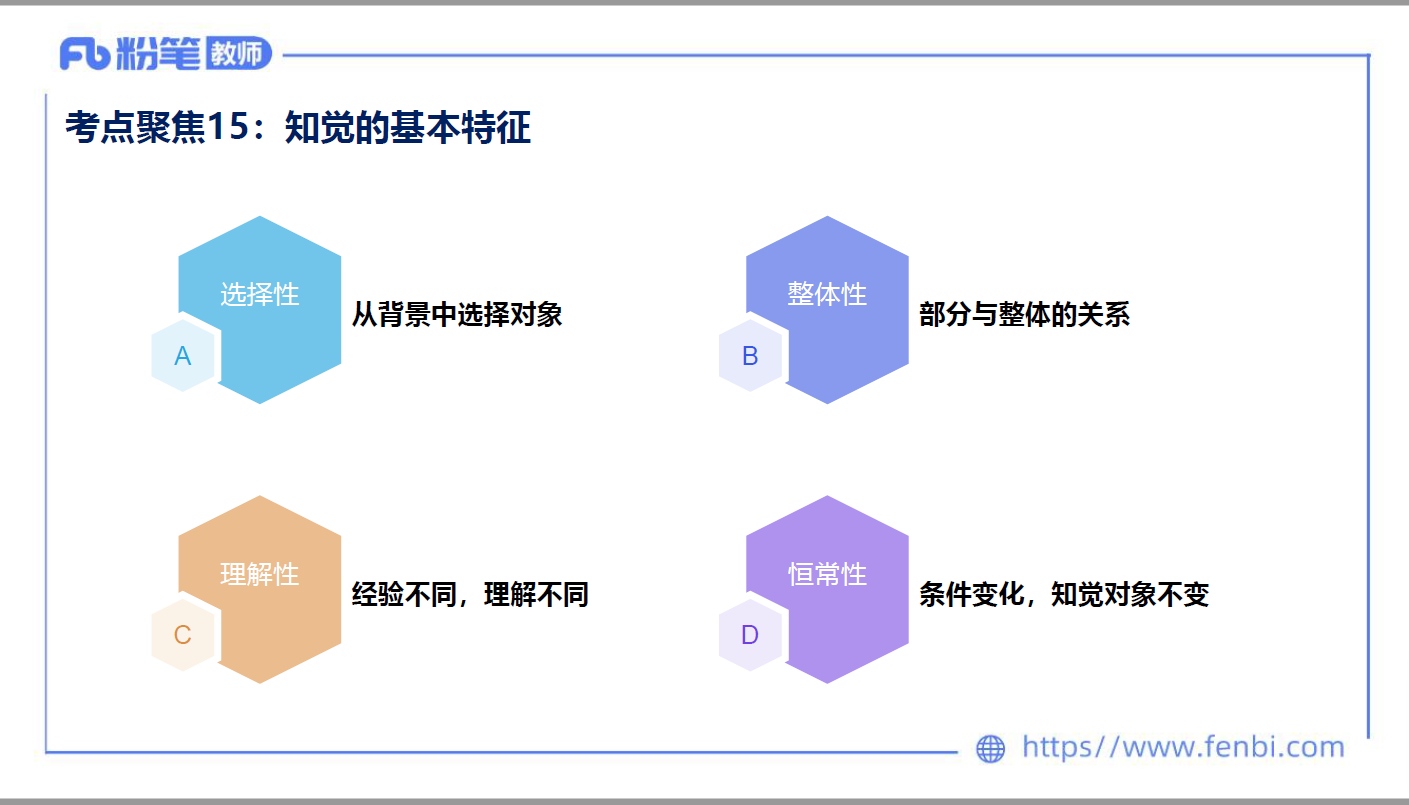 Fb粉笔教师
考点聚焦15：知觉的基本特征
选择性
A
从背景中选择对象
整体性
B
部分与整体的关系
理解性
C
经验不同，理解不同
恒常性
D
条件变化，知觉对象不变
https//www.fenbi.com